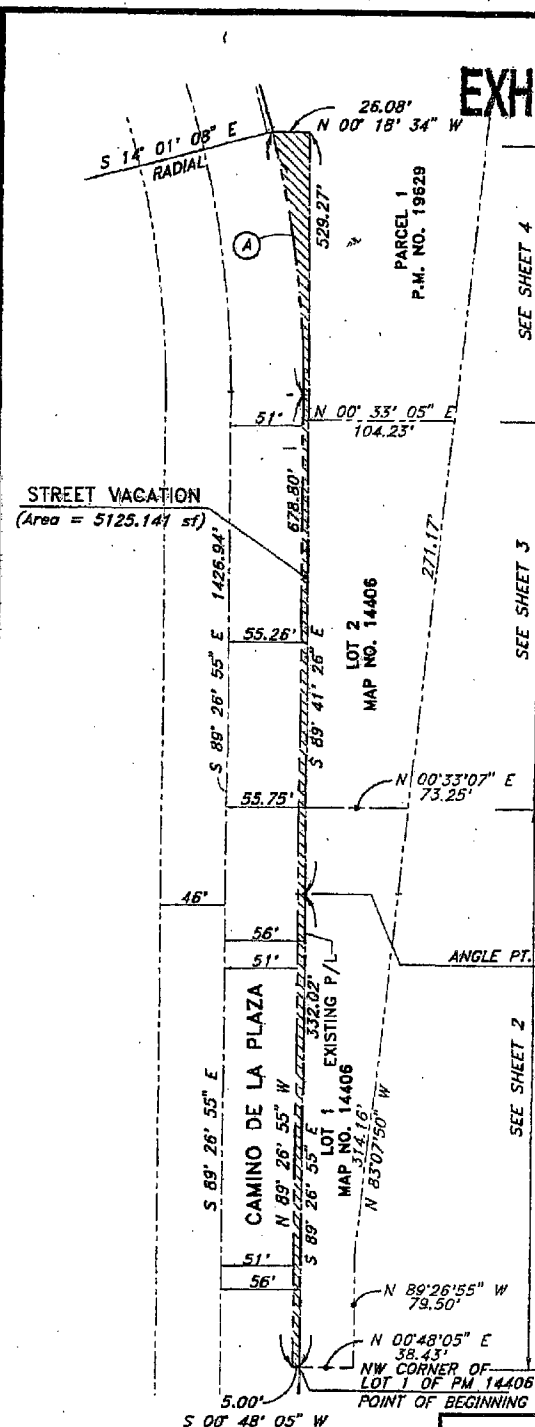 EXH
26.08'
N 00° 18' 34" W
S 14° 01' 08" E
RADIAL
A
529.27'
PARCEL 1
P.M. NO. 19629
SEE SHEET 4
51'
N 00° 33' 05" E
104.23'
STREET VACATION
(Area = 5125.141 sf)
678.80'
1426.94'
271.17'
SEE SHEET 3
LOT 2
MAP NO. 14406
55.26'
S 89° 26' 55" E
S 89° 41' 26" E
N 00°33'07" E
73.25'
55.75'
46'
56'
51'
ANGLE PT.
332.02'
EXISTING P/L
CAMINO DE LA PLAZA
S 89° 26' 55" E
N 89° 26' 55" W
S 89° 26' 55" E
LOT 1
MAP NO. 14406
314.16'
N 83°07'50" W
SEE SHEET 2
51'
56'
N 89°26'55" W
79.50'
N 00°48'05" E
38.43'
NW CORNER OF
LOT 1 OF PM 14406
POINT OF BEGINNING
5.00'
S 00° 48' 05" W